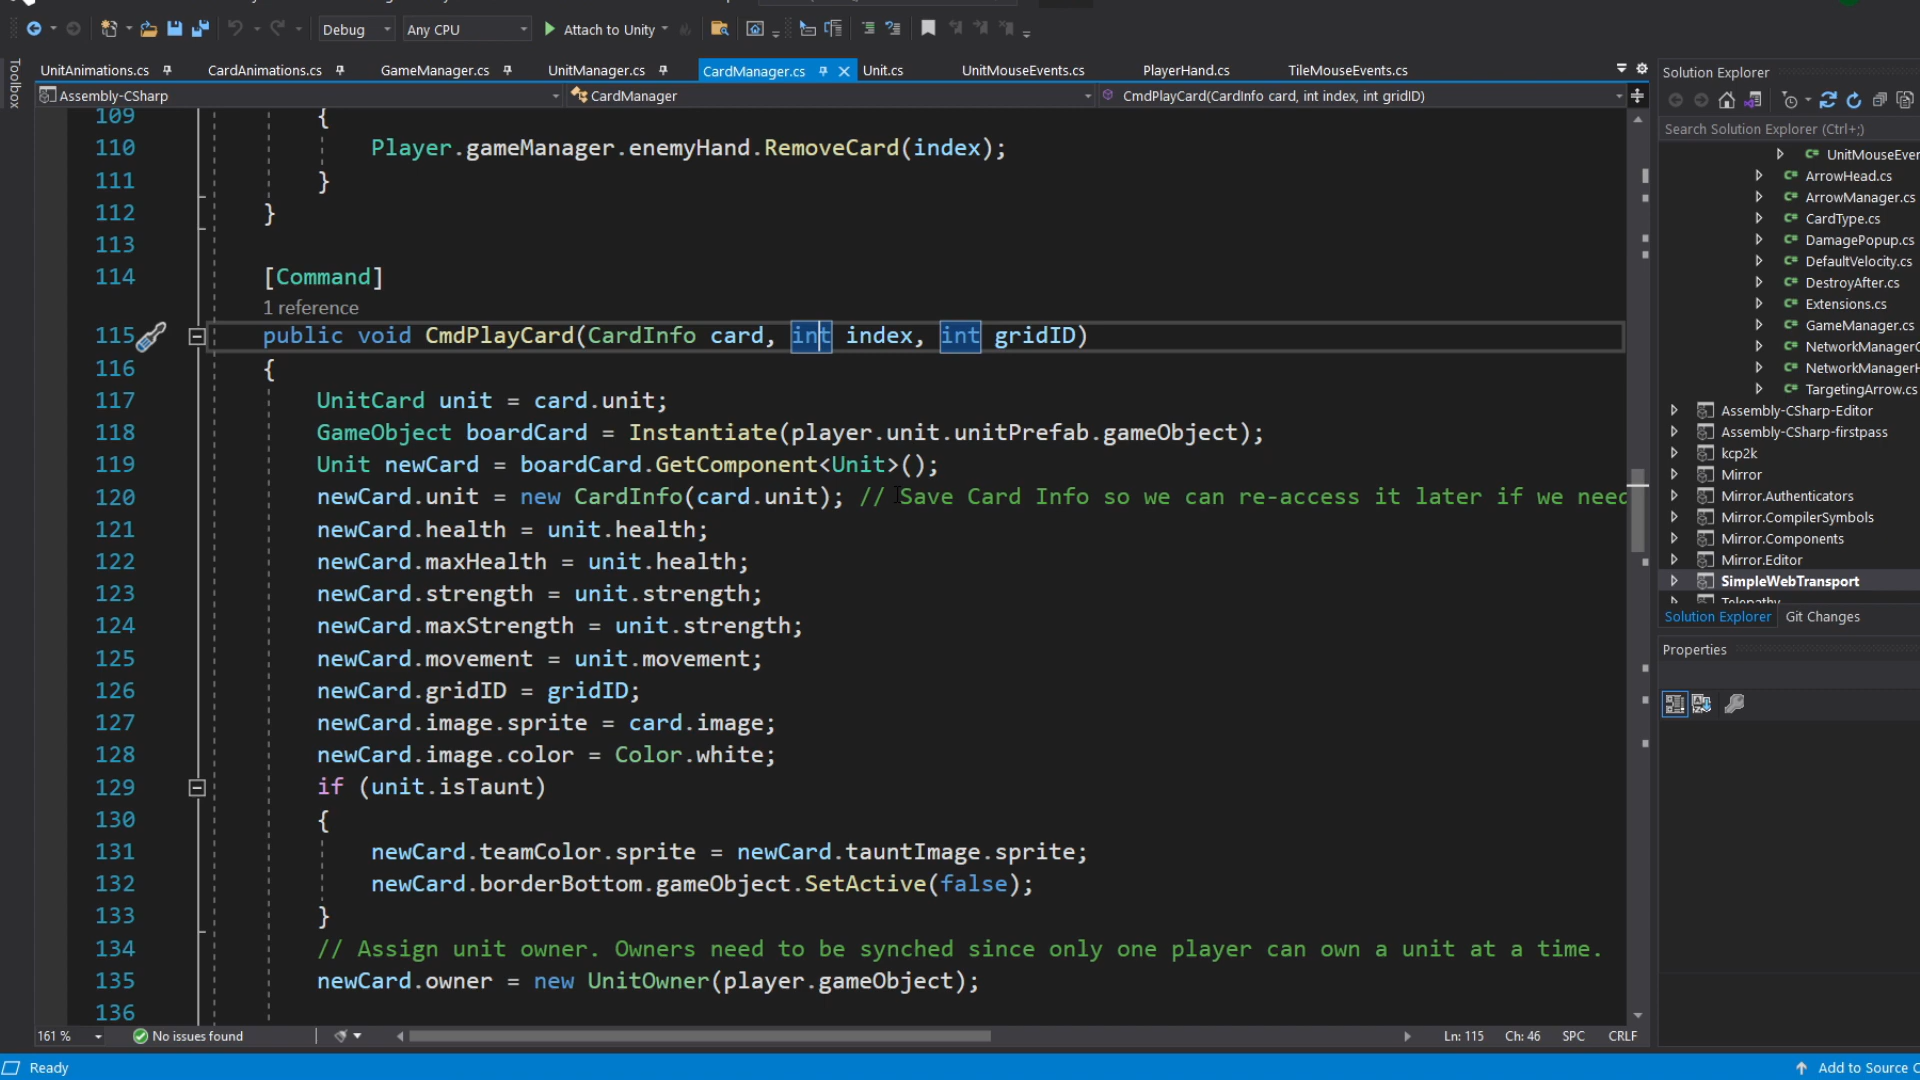 Debug
Any CPU
Attach to Unity
Toolbox
UnitAnimations.cs
CardAnimations.cs
GameManager.cs
UnitManager.cs
CardManager.cs
Unit.cs
UnitMouseEvents.cs
PlayerHand.cs
TileMouseEvents.cs
Assembly-CSharp
CardManager
CmdPlayCard(CardInfo card, int index, int gridID)
109 {
110 Player.gameManager.enemyHand.RemoveCard(index);
111 }
112 }
113
114 [Command]
1 reference
115 public void CmdPlayCard(CardInfo card, int index, int gridID)
116 {
117 UnitCard unit = card.unit;
118 GameObject boardCard = Instantiate(player.unit.unitPrefab.gameObject);
119 Unit newCard = boardCard.GetComponent<Unit>();
120 newCard.unit = new CardInfo(card.unit); // Save Card Info so we can re-access it later if we need
121 newCard.health = unit.health;
122 newCard.maxHealth = unit.health;
123 newCard.strength = unit.strength;
124 newCard.maxStrength = unit.strength;
125 newCard.movement = unit.movement;
126 newCard.gridID = gridID;
127 newCard.image.sprite = card.image;
128 newCard.image.color = Color.white;
129 if (unit.isTaunt)
130 {
131 newCard.teamColor.sprite = newCard.tauntImage.sprite;
132 newCard.borderBottom.gameObject.SetActive(false);
133 }
134 // Assign unit owner. Owners need to be synched since only one player can own a unit at a time.
135 newCard.owner = new UnitOwner(player.gameObject);
136
161 %
No issues found
Ln: 115
Ch: 46
SPC
CRLF
Ready
Add to Source C
Solution Explorer
Search Solution Explorer (Ctrl+;)
C# UnitMouseEver
C# ArrowHead.cs
C# ArrowManager.cs
C# CardType.cs
C# DamagePopup.cs
C# DefaultVelocity.cs
C# DestroyAfter.cs
C# Extensions.cs
C# GameManager.cs
C# NetworkManagerC
C# NetworkManagerH
C# TargetingArrow.cs
Assembly-CSharp-Editor
Assembly-CSharp-firstpass
kcp2k
Mirror
Mirror.Authenticators
Mirror.CompilerSymbols
Mirror.Components
Mirror.Editor
SimpleWebTransport
Telepathy
Solution Explorer
Git Changes
Properties